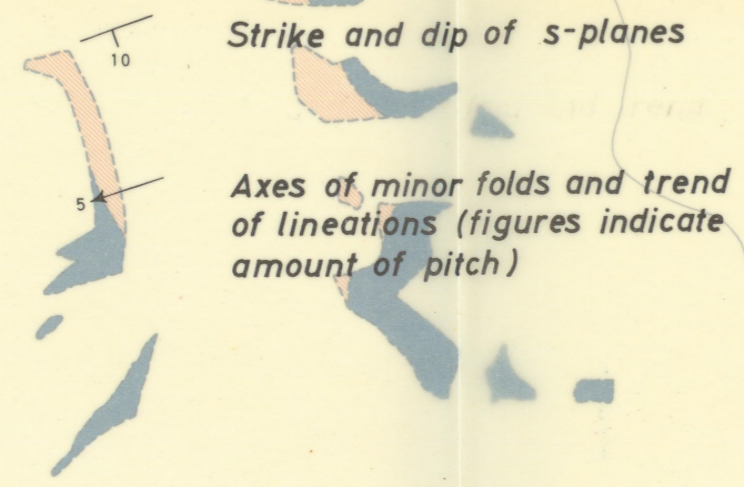 10
Strike and dip of s-planes
5
Axes of minor folds and trend
of lineations (figures indicate
amount of pitch)